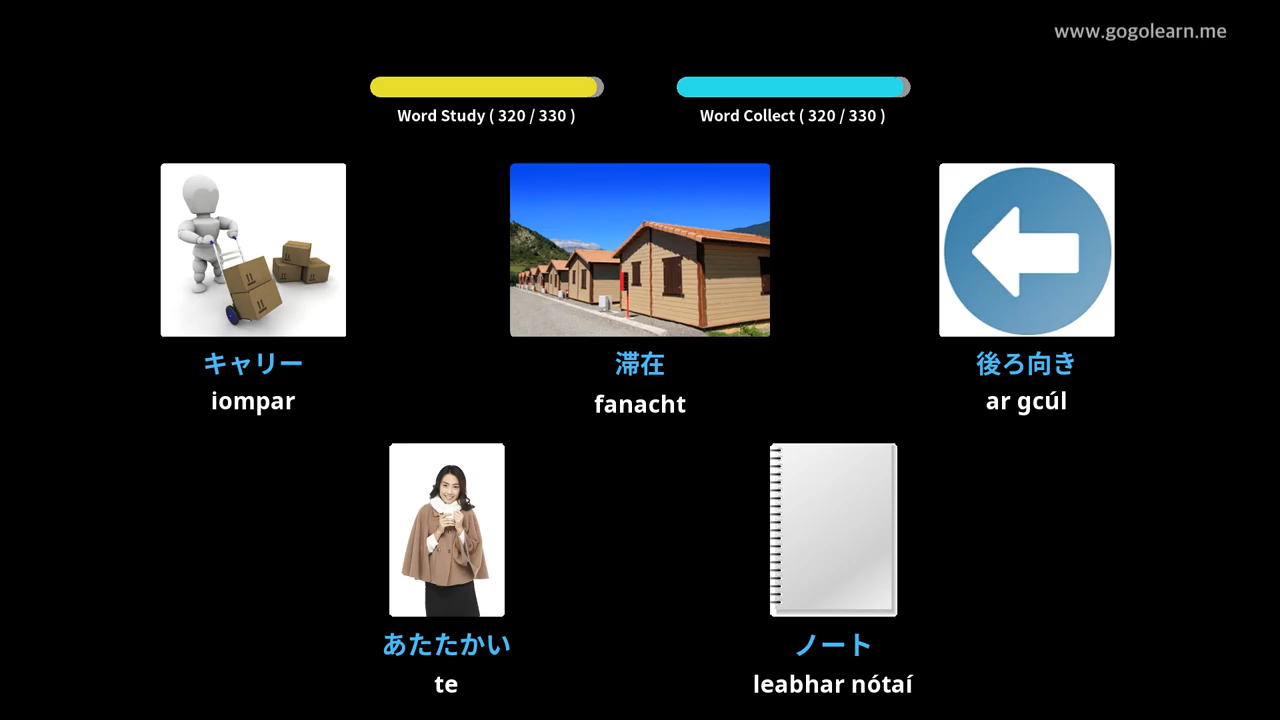 www.gogolearn.me
Word Study ( 320 / 330 )
Word Collect ( 320 / 330 )
キャリー
iompar
滞在
fanacht
後ろ向き
ar gcúl
あたたかい
te
ノート
leabhar nótaí